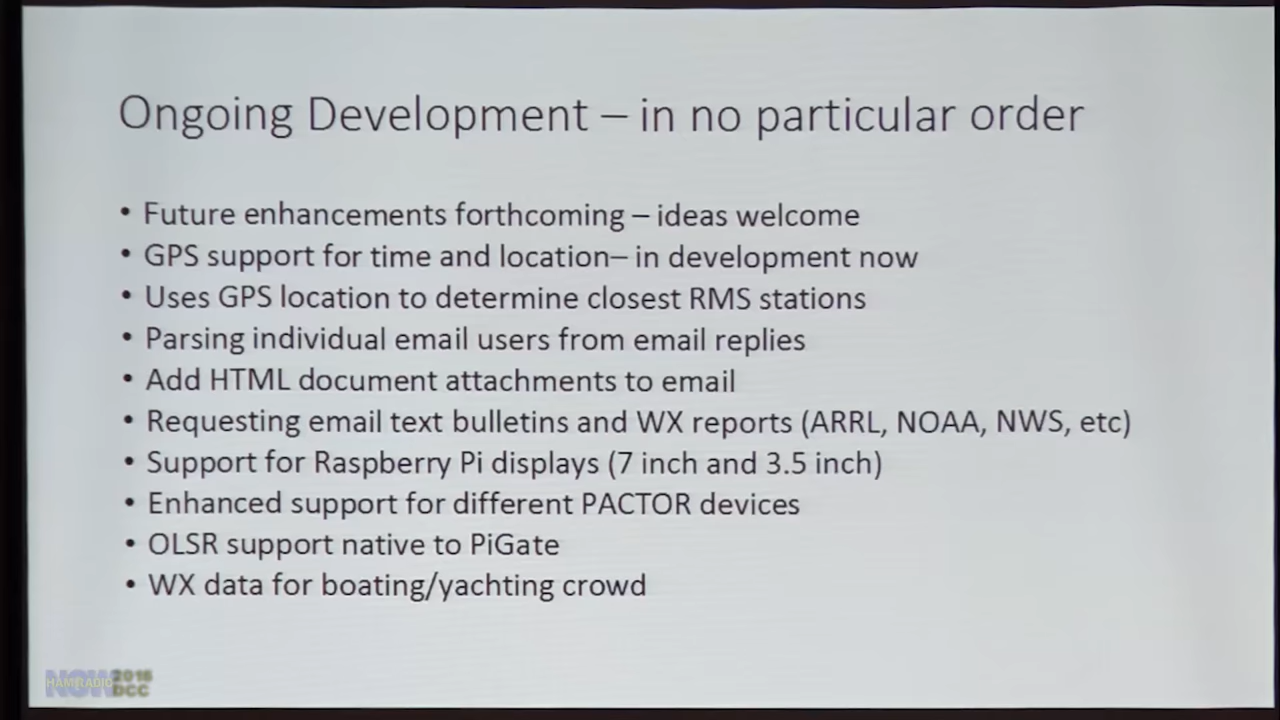 Ongoing Development – in no particular order
• Future enhancements forthcoming – ideas welcome
• GPS support for time and location– in development now
• Uses GPS location to determine closest RMS stations
• Parsing individual email users from email replies
• Add HTML document attachments to email
• Requesting email text bulletins and WX reports (ARRL, NOAA, NWS, etc)
• Support for Raspberry Pi displays (7 inch and 3.5 inch)
• Enhanced support for different PACTOR devices
• OLSR support native to PiGate
• WX data for boating/yachting crowd
HAM RADIO NOW 2016 DCC